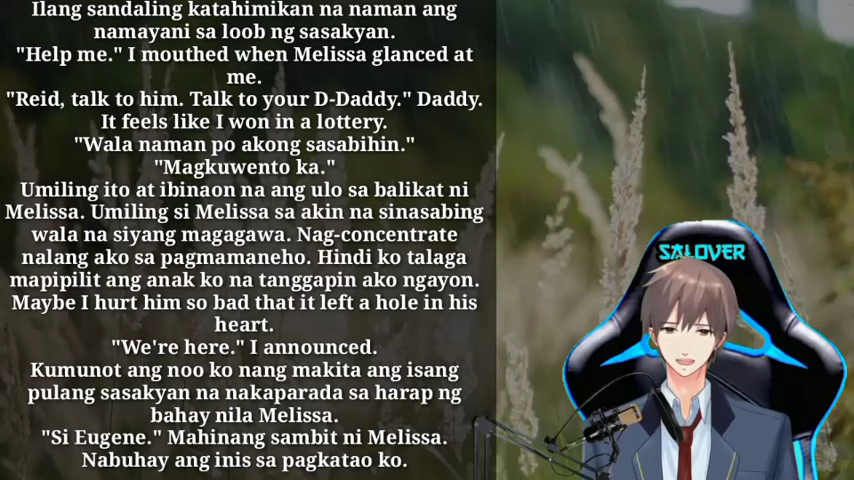 Ilang sandaling katahimikan na naman ang
namayani sa loob ng sasakyan.
"Help me." I mouthed when Melissa glanced at
me.
"Reid, talk to him. Talk to your D-Daddy." Daddy.
It feels like I won in a lottery.
"Wala naman po akong sasabihin."
"Magkuwento ka."
Umiling ito at ibinaon na ang ulo sa balikat ni
Melissa. Umiling si Melissa sa akin na sinasabing
wala na siyang magagawa. Nag-concentrate
nalang ako sa pagmamaneho. Hindi ko talaga
mapipilit ang anak ko na tanggapin ako ngayon.
Maybe I hurt him so bad that it left a hole in his
heart.
"We're here." I announced.
Kumunot ang noo ko nang makita ang isang
pulang sasakyan na nakaparada sa harap ng
bahay nila Melissa.
"Si Eugene." Mahinang sambit ni Melissa.
Nabuhay ang inis sa pagkatao ko.
SALOVER